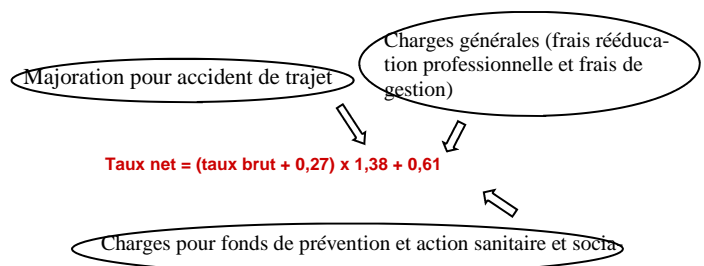 Charges générales (frais rééduca-
tion professionnelle et frais de
gestion)
Majoration pour accident de trajet
Taux net = (taux brut + 0,27) x 1,38 + 0,61
Charges pour fonds de prévention et action sanitaire et socia-